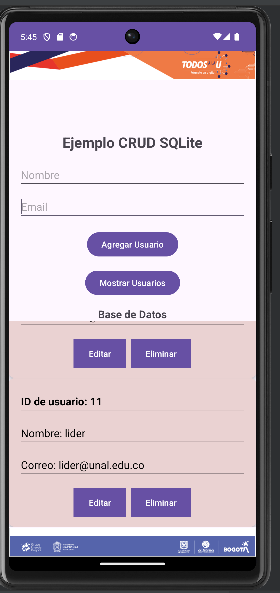 5:45
TODOS
U
Ejemplo CRUD SQLite
Nombre
Email
Agregar Usuario
Mostrar Usuarios
Base de Datos
Editar Eliminar
ID de usuario: 11
Nombre: lider
Correo: lider@unal.edu.co
Editar Eliminar
BOGOTÁ